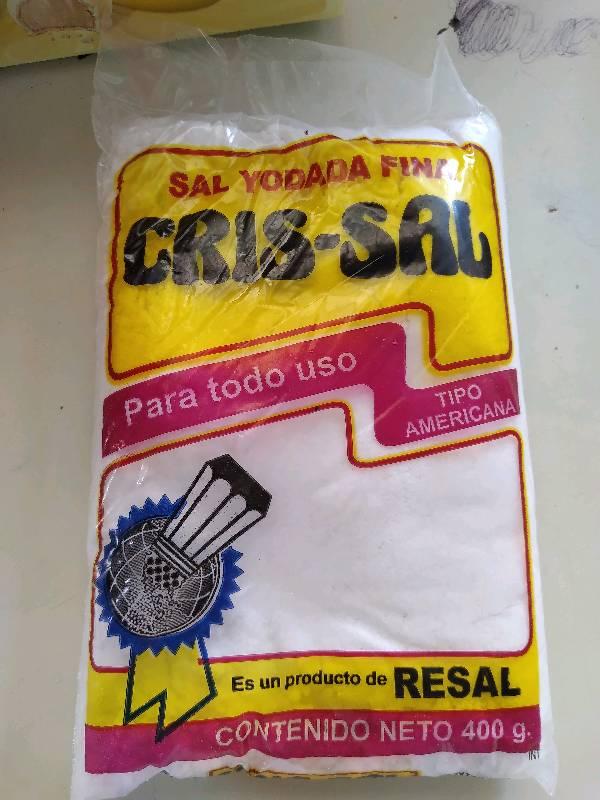 SAL YODADA FINA
CRIS-SAL
Para todo uso
TIPO
AMERICANA
Es un producto de RESAL
CONTENIDO NETO 400 g.